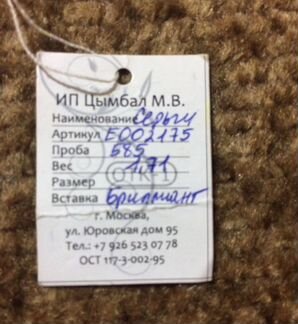 ИП Цымбал М.В.
Наименование Серьги
Артикул Е002175
Проба 585
Вес 1,71
Размер
Вставка бриллиант
г. Москва,
ул. Юровская дом 95
Тел.: +7 926 523 07 78
ОСТ 117-3-002-95